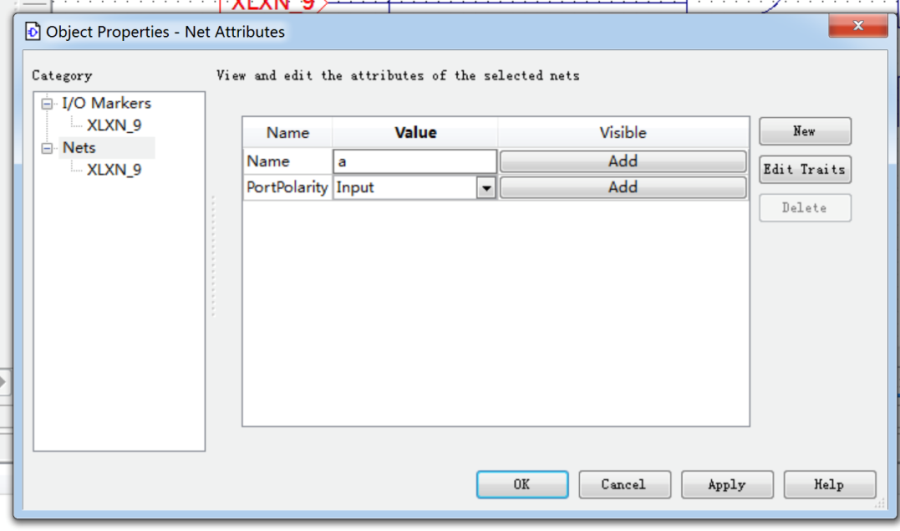 XLXN_9
Object Properties - Net Attributes
Category
View and edit the attributes of the selected nets
I/O Markers
XLXN_9
Nets
XLXN_9
Name Value Visible
Name a Add
PortPolarity Input Add
New
Edit Traits
Delete
OK Cancel Apply Help